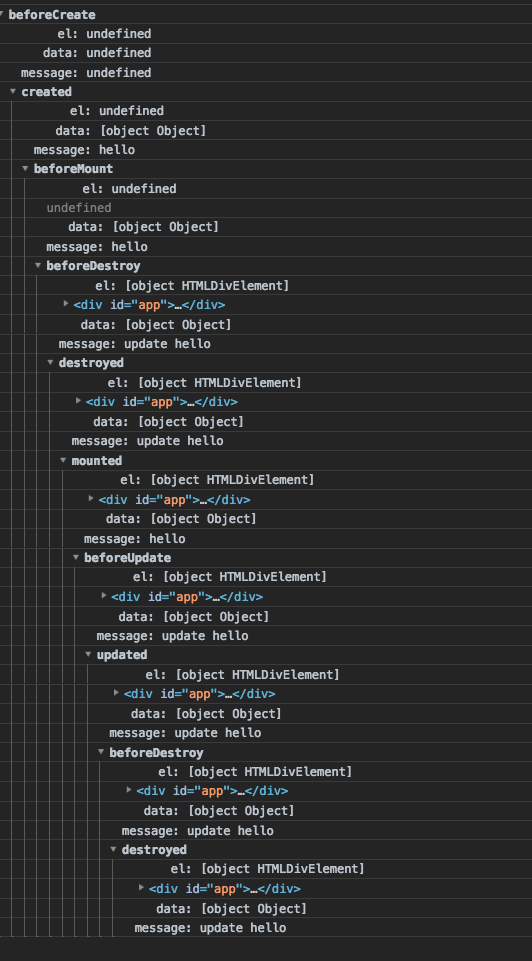 beforeCreate
el: undefined
data: undefined
message: undefined
created
el: undefined
data: [object Object]
message: hello
beforeMount
el: undefined
undefined
data: [object Object]
message: hello
beforeDestroy
el: [object HTMLDivElement]
<div id="app">…</div>
data: [object Object]
message: update hello
destroyed
el: [object HTMLDivElement]
<div id="app">…</div>
data: [object Object]
message: update hello
mounted
el: [object HTMLDivElement]
<div id="app">…</div>
data: [object Object]
message: hello
beforeUpdate
el: [object HTMLDivElement]
<div id="app">…</div>
data: [object Object]
message: update hello
updated
el: [object HTMLDivElement]
<div id="app">…</div>
data: [object Object]
message: update hello
beforeDestroy
el: [object HTMLDivElement]
<div id="app">…</div>
data: [object Object]
message: update hello
destroyed
el: [object HTMLDivElement]
<div id="app">…</div>
data: [object Object]
message: update hello